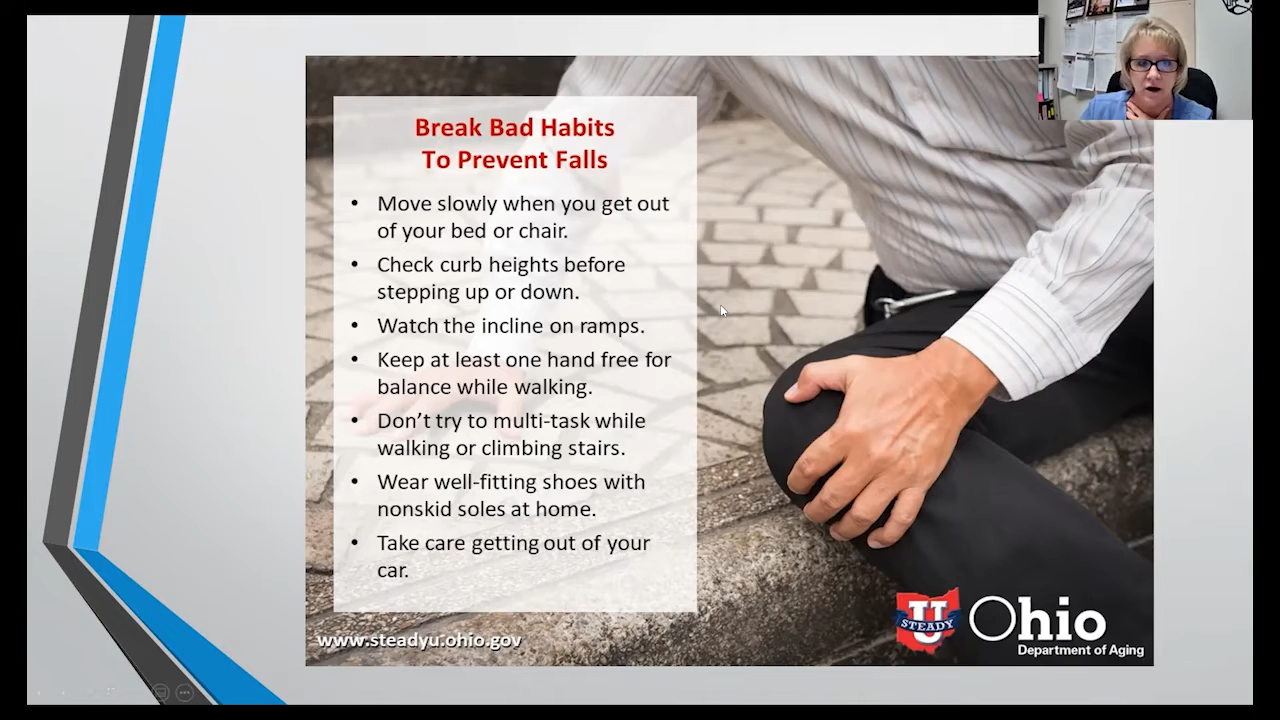 Break Bad Habits
To Prevent Falls
• Move slowly when you get out
of your bed or chair.
• Check curb heights before
stepping up or down.
• Watch the incline on ramps.
• Keep at least one hand free for
balance while walking.
• Don’t try to multi-task while
walking or climbing stairs.
• Wear well-fitting shoes with
nonskid soles at home.
• Take care getting out of your
car.
www.steadyu.ohio.gov
STEADY U
Ohio
Department of Aging